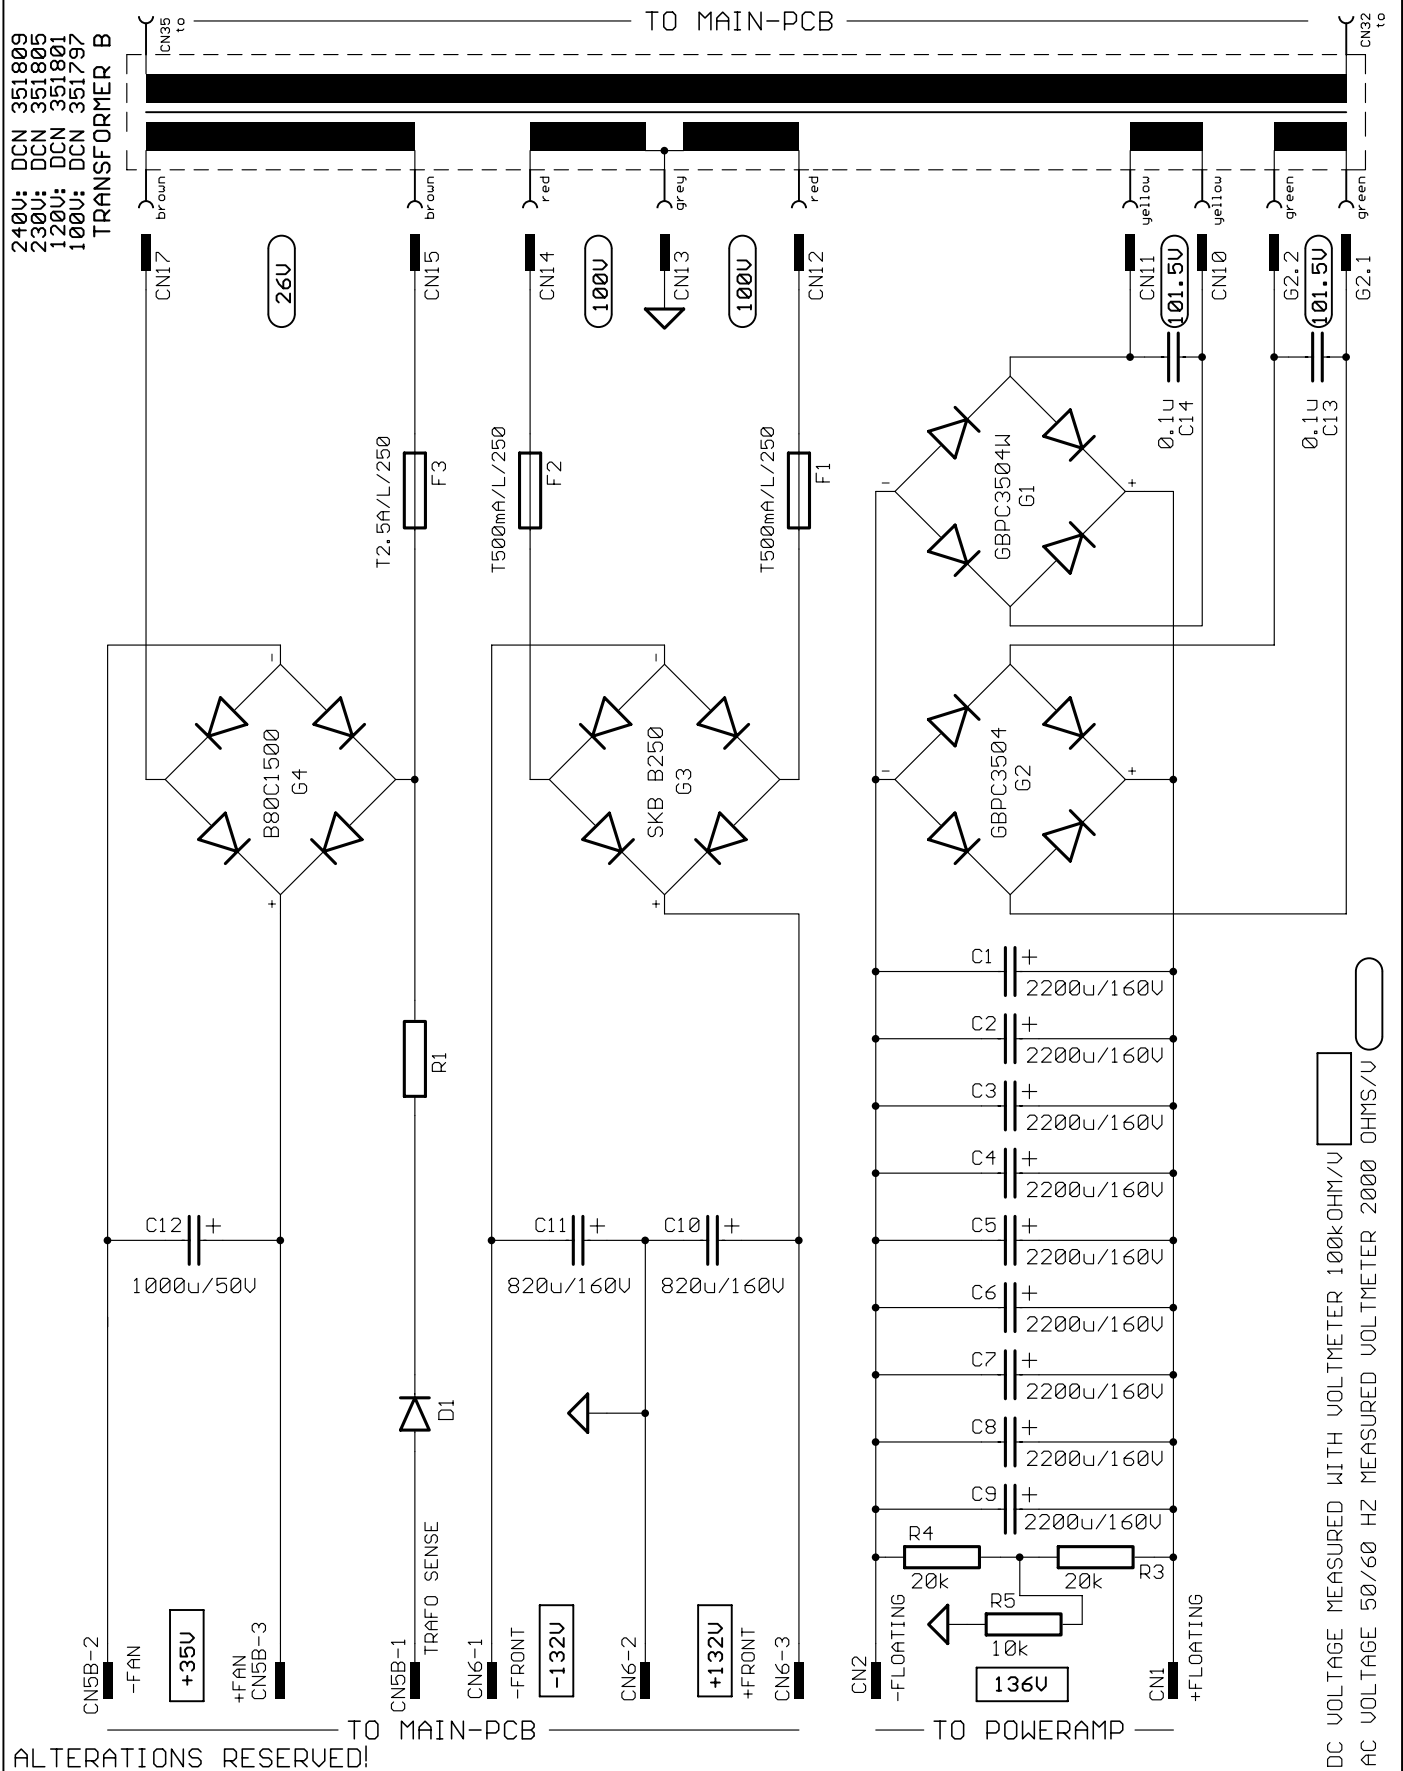 TO MAIN-PCB
CN35
to
CN32
to
240V: DCN 351809
230V: DCN 351805
120V: DCN 351801
100V: DCN 351797
TRANSFORMER B
brown
brown
red
grey
red
yellow
yellow
green
green
CN17
26V
CN15
CN14
100V
CN13
100V
CN12
CN11
101.5V
CN10
G2.2
101.5V
G2.1
0.1u
C14
0.1u
C13
T2.5A/L/250
F3
T500mA/L/250
F2
T500mA/L/250
F1
-
GBPC3504W
G1
+
-
B80C1500
G4
+
-
SKB B250
G3
+
-
GBPC3504
G2
+
C1 +
2200u/160V
C2 +
2200u/160V
C3 +
2200u/160V
C4 +
2200u/160V
C5 +
2200u/160V
C6 +
2200u/160V
C7 +
2200u/160V
C8 +
2200u/160V
C9 +
2200u/160V
R1
C12 +
1000u/50V
C11 +
820u/160V
C10 +
820u/160V
D1
TRAFO SENSE
R4
20k
R3
20k
R5
10k
CN5B-2
-FAN
+35V
+FAN
CN5B-3
CN5B-1
CN6-1
-FRONT
-132V
CN6-2
+132V
+FRONT
CN6-3
CN2
-FLOATING
136V
CN1
+FLOATING
TO MAIN-PCB
TO POWERAMP
DC VOLTAGE MEASURED WITH VOLTMETER 100kOHM/V
AC VOLTAGE 50/60 HZ MEASURED VOLTMETER 2000 OHMS/V
ALTERATIONS RESERVED!